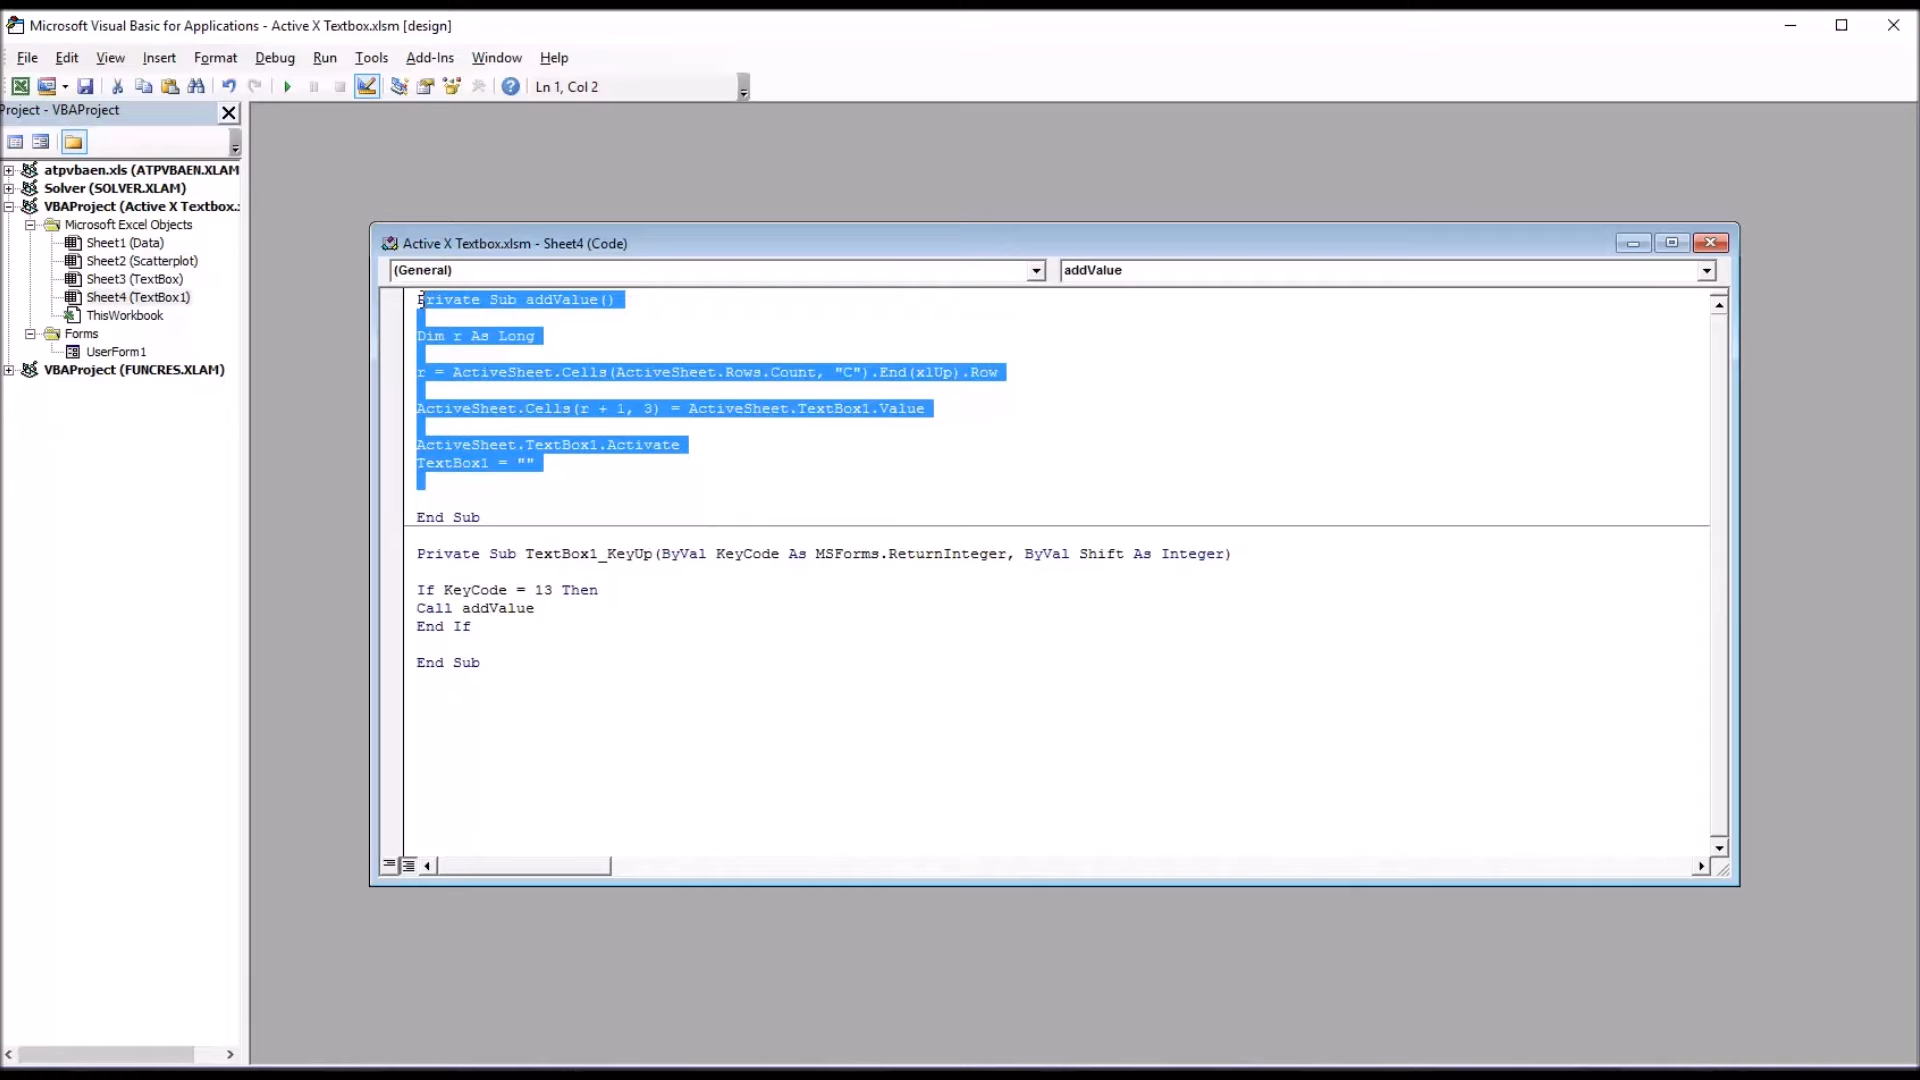 Microsoft Visual Basic for Applications - Active X Textbox.xlsm [design]
File Edit View Insert Format Debug Run Tools Add-Ins Window Help
Ln 1, Col 2
Project - VBAProject
atpvbaen.xls (ATPVBAEN.XLAM
Solver (SOLVER.XLAM)
VBAProject (Active X Textbox.:
Microsoft Excel Objects
Sheet1 (Data)
Sheet2 (Scatterplot)
Sheet3 (TextBox)
Sheet4 (TextBox1)
ThisWorkbook
Forms
UserForm1
VBAProject (FUNCRES.XLAM)
Active X Textbox.xlsm - Sheet4 (Code)
(General) addValue
Private Sub addValue()
Dim r As Long
r = ActiveSheet.Cells(ActiveSheet.Rows.Count, "C").End(xlUp).Row
ActiveSheet.Cells(r + 1, 3) = ActiveSheet.TextBox1.Value
ActiveSheet.TextBox1.Activate
TextBox1 = ""
End Sub
Private Sub TextBox1_KeyUp(ByVal KeyCode As MSForms.ReturnInteger, ByVal Shift As Integer)
If KeyCode = 13 Then
Call addValue
End If
End Sub